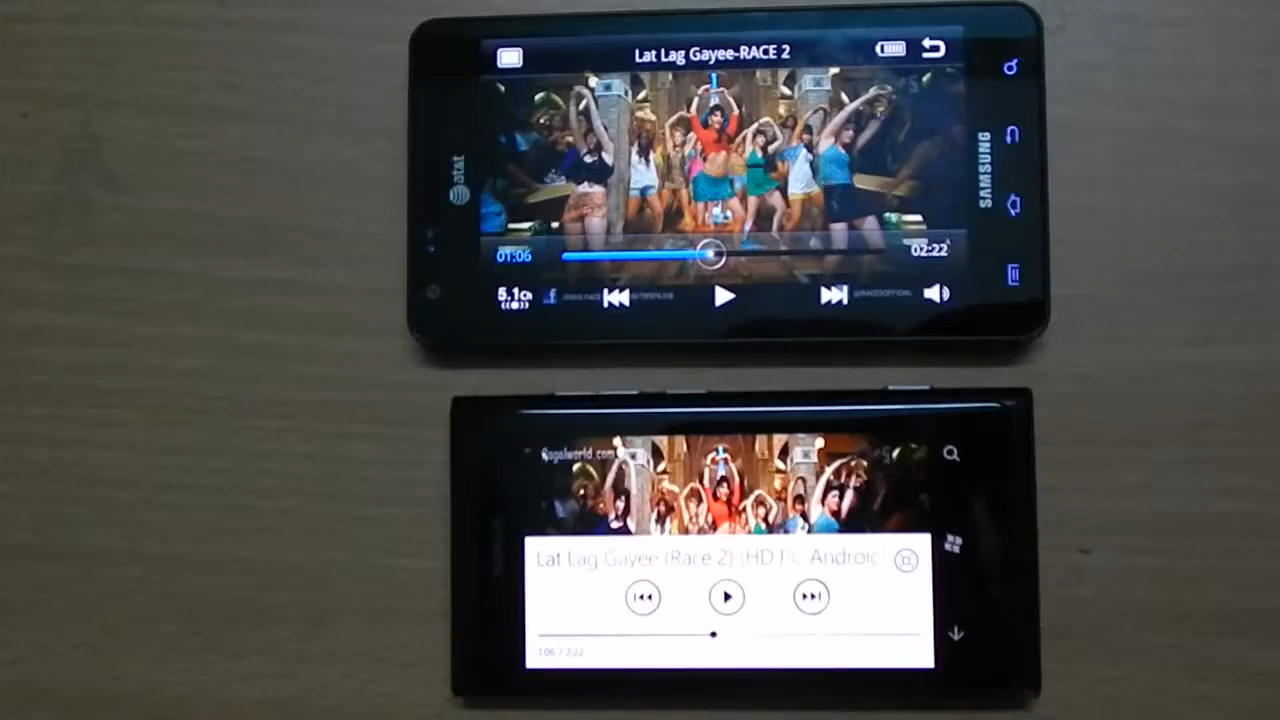 Lat Lag Gayee-RACE 2
at&t
SAMSUNG
01:06
02:22
5.1Ch
Lat Lag Gayee (Race 2) (HD PC Android
1:06 / 2:22